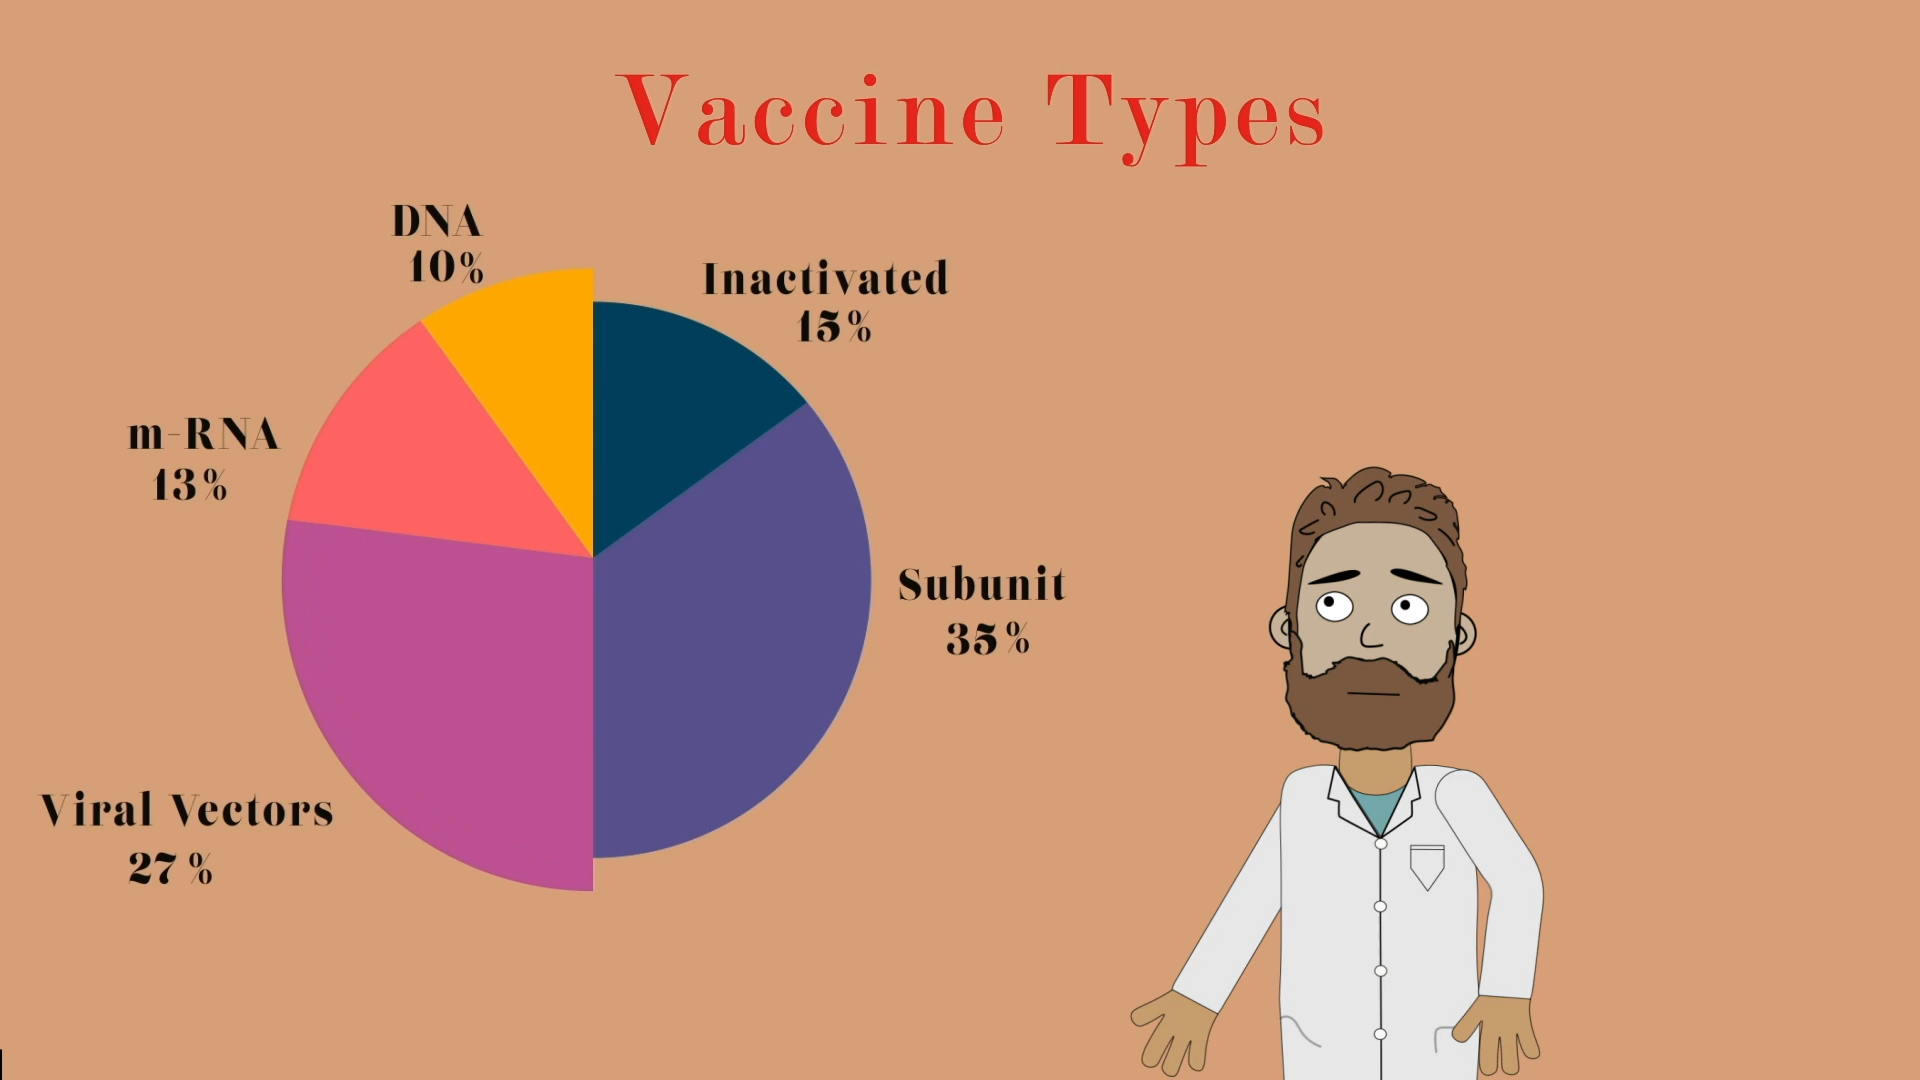 Vaccine Types
DNA
10%
Inactivated
15%
m-RNA
13%
Subunit
35%
Viral Vectors
27%